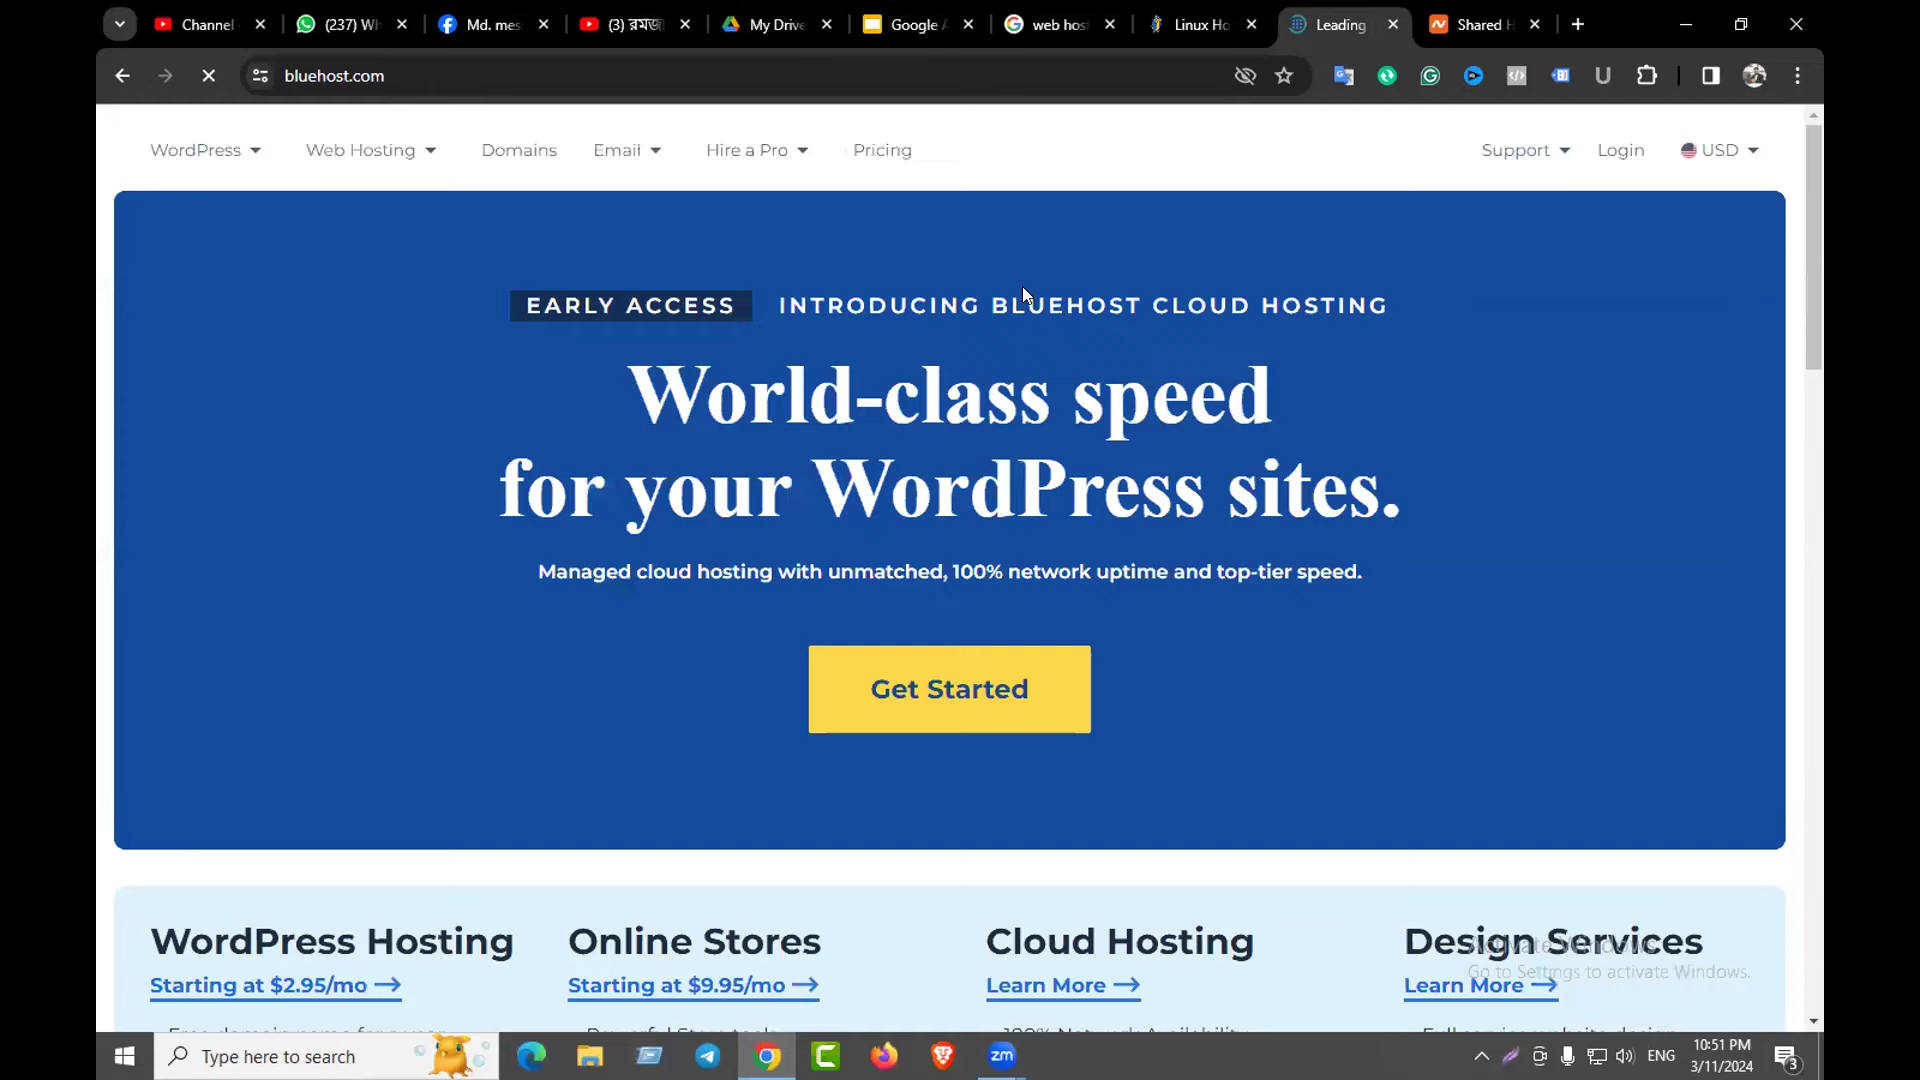 Channel
(237) Wh
Md. mes
(3) রমজা
My Drive
Google A
web hos
Linux Ho
Leading
Shared H
bluehost.com
WordPress
Web Hosting
Domains
Email
Hire a Pro
Pricing
Support
Login
USD
EARLY ACCESS
INTRODUCING BLUEHOST CLOUD HOSTING
World-class speed
for your WordPress sites.
Managed cloud hosting with unmatched, 100% network uptime and top-tier speed.
Get Started
WordPress Hosting
Online Stores
Cloud Hosting
Design Services
Starting at $2.95/mo
Starting at $9.95/mo
Learn More
Learn More
Activate Windows
Go to Settings to activate Windows.
Type here to search
zm
ENG
10:51 PM
3/11/2024
3